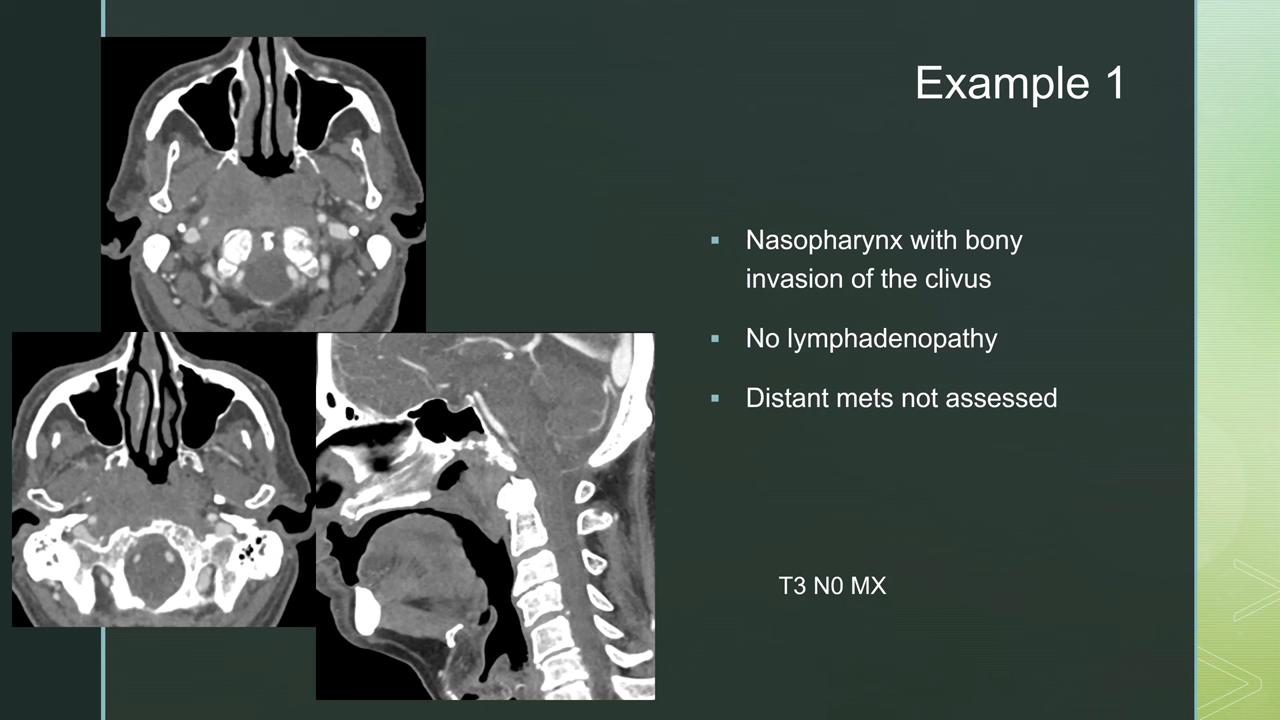 Example 1
Nasopharynx with bony
invasion of the clivus
No lymphadenopathy
Distant mets not assessed
T3 N0 MX